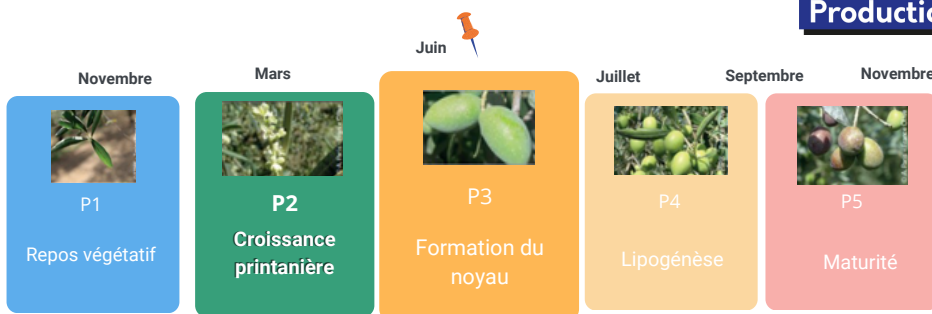 Productio
Juin
Novembre
Mars
Juillet
Septembre
Novembre
P1
Repos végétatif
P2
Croissance
printanière
P3
Formation du
noyau
P4
Lipogénèse
P5
Maturité